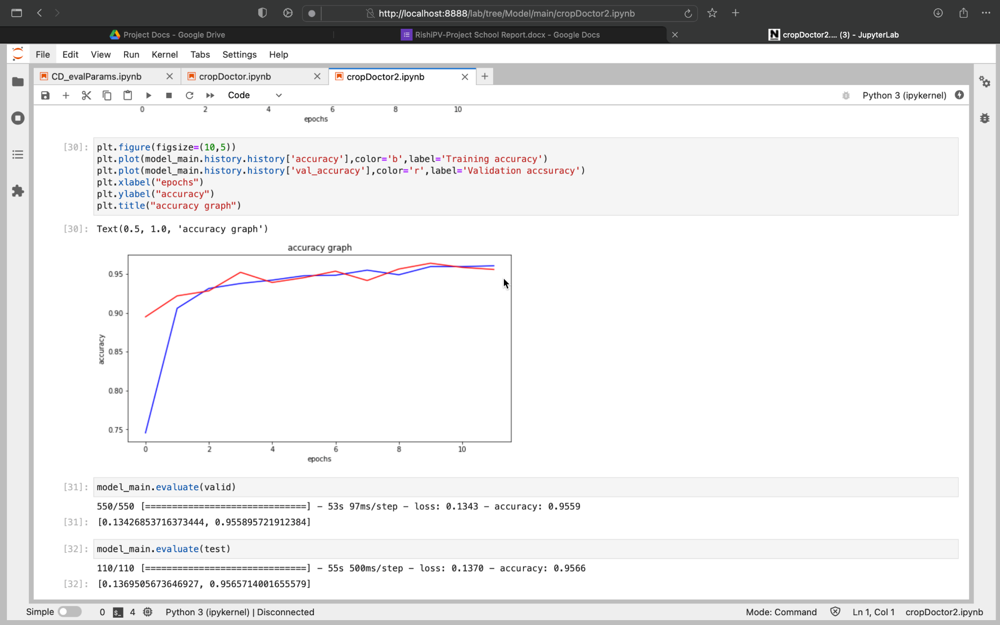 http://localhost:8888/lab/tree/Model/main/cropDoctor2.ipynb
Project Docs - Google Drive
RishiPV-Project School Report.docx - Google Docs
cropDoctor2.... (3) - JupyterLab
File Edit View Run Kernel Tabs Settings Help
CD_evalParams.ipynb
cropDoctor.ipynb
cropDoctor2.ipynb
Code
Python 3 (ipykernel)
0 2 4 6 8 10
epochs
[30]: plt.figure(figsize=(10,5))
plt.plot(model_main.history.history['accuracy'],color='b',label='Training accuracy')
plt.plot(model_main.history.history['val_accuracy'],color='r',label='Validation accsuracy')
plt.xlabel("epochs")
plt.ylabel("accuracy")
plt.title("accuracy graph")
[30]: Text(0.5, 1.0, 'accuracy graph')
accuracy graph
0.95
0.90
0.85
0.80
0.75
accuracy
0 2 4 6 8 10
epochs
[31]: model_main.evaluate(valid)
550/550 [==============================] - 53s 97ms/step - loss: 0.1343 - accuracy: 0.9559
[31]: [0.13426853716373444, 0.955895721912384]
[32]: model_main.evaluate(test)
110/110 [==============================] - 55s 500ms/step - loss: 0.1370 - accuracy: 0.9566
[32]: [0.1369505673646927, 0.9565714001655579]
Simple 0 $_ 4 Python 3 (ipykernel) | Disconnected
Mode: Command Ln 1, Col 1 cropDoctor2.ipynb